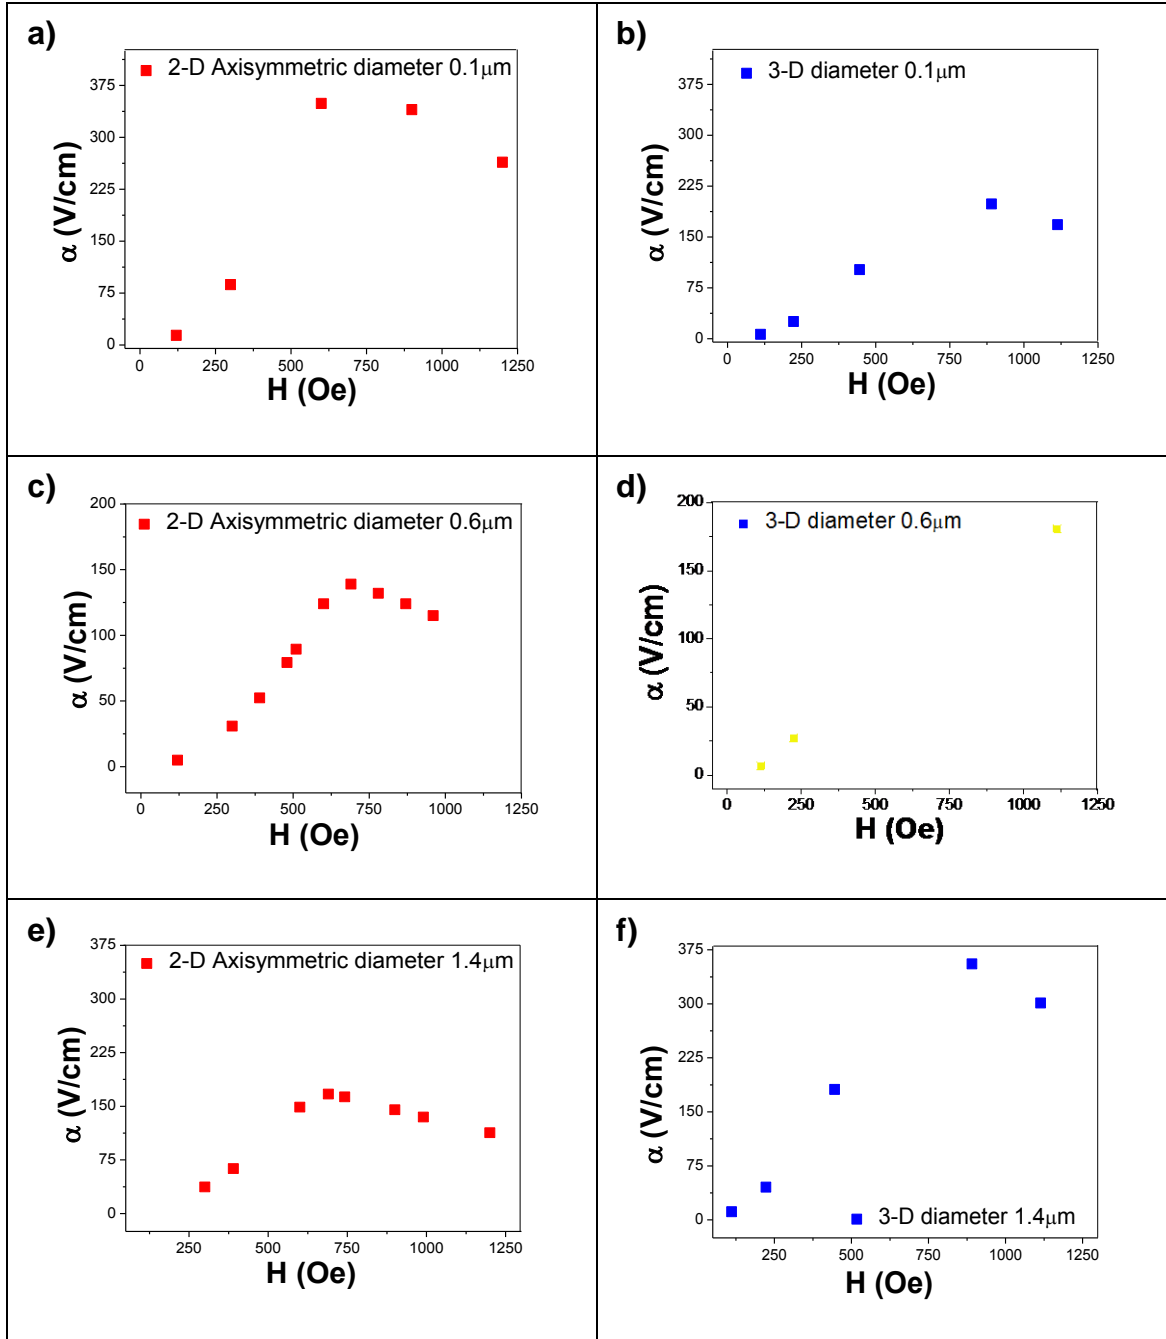 a)
2-D Axisymmetric diameter 0.1μm
375
300
225
150
75
0
α (V/cm)
0 250 500 750 1000 1250
H (Oe)
b)
3-D diameter 0.1μm
375
300
225
150
75
0
α (V/cm)
0 250 500 750 1000 1250
H (Oe)
c)
2-D Axisymmetric diameter 0.6μm
200
150
100
50
0
α (V/cm)
0 250 500 750 1000 1250
H (Oe)
d)
3-D diameter 0.6μm
200
150
100
50
0
α (V/cm)
0 250 500 750 1000 1250
H (Oe)
e)
2-D Axisymmetric diameter 1.4μm
375
300
225
150
75
0
α (V/cm)
250 500 750 1000 1250
H (Oe)
f)
375
300
225
150
75
0
α (V/cm)
3-D diameter 1.4μm
250 500 750 1000 1250
H (Oe)